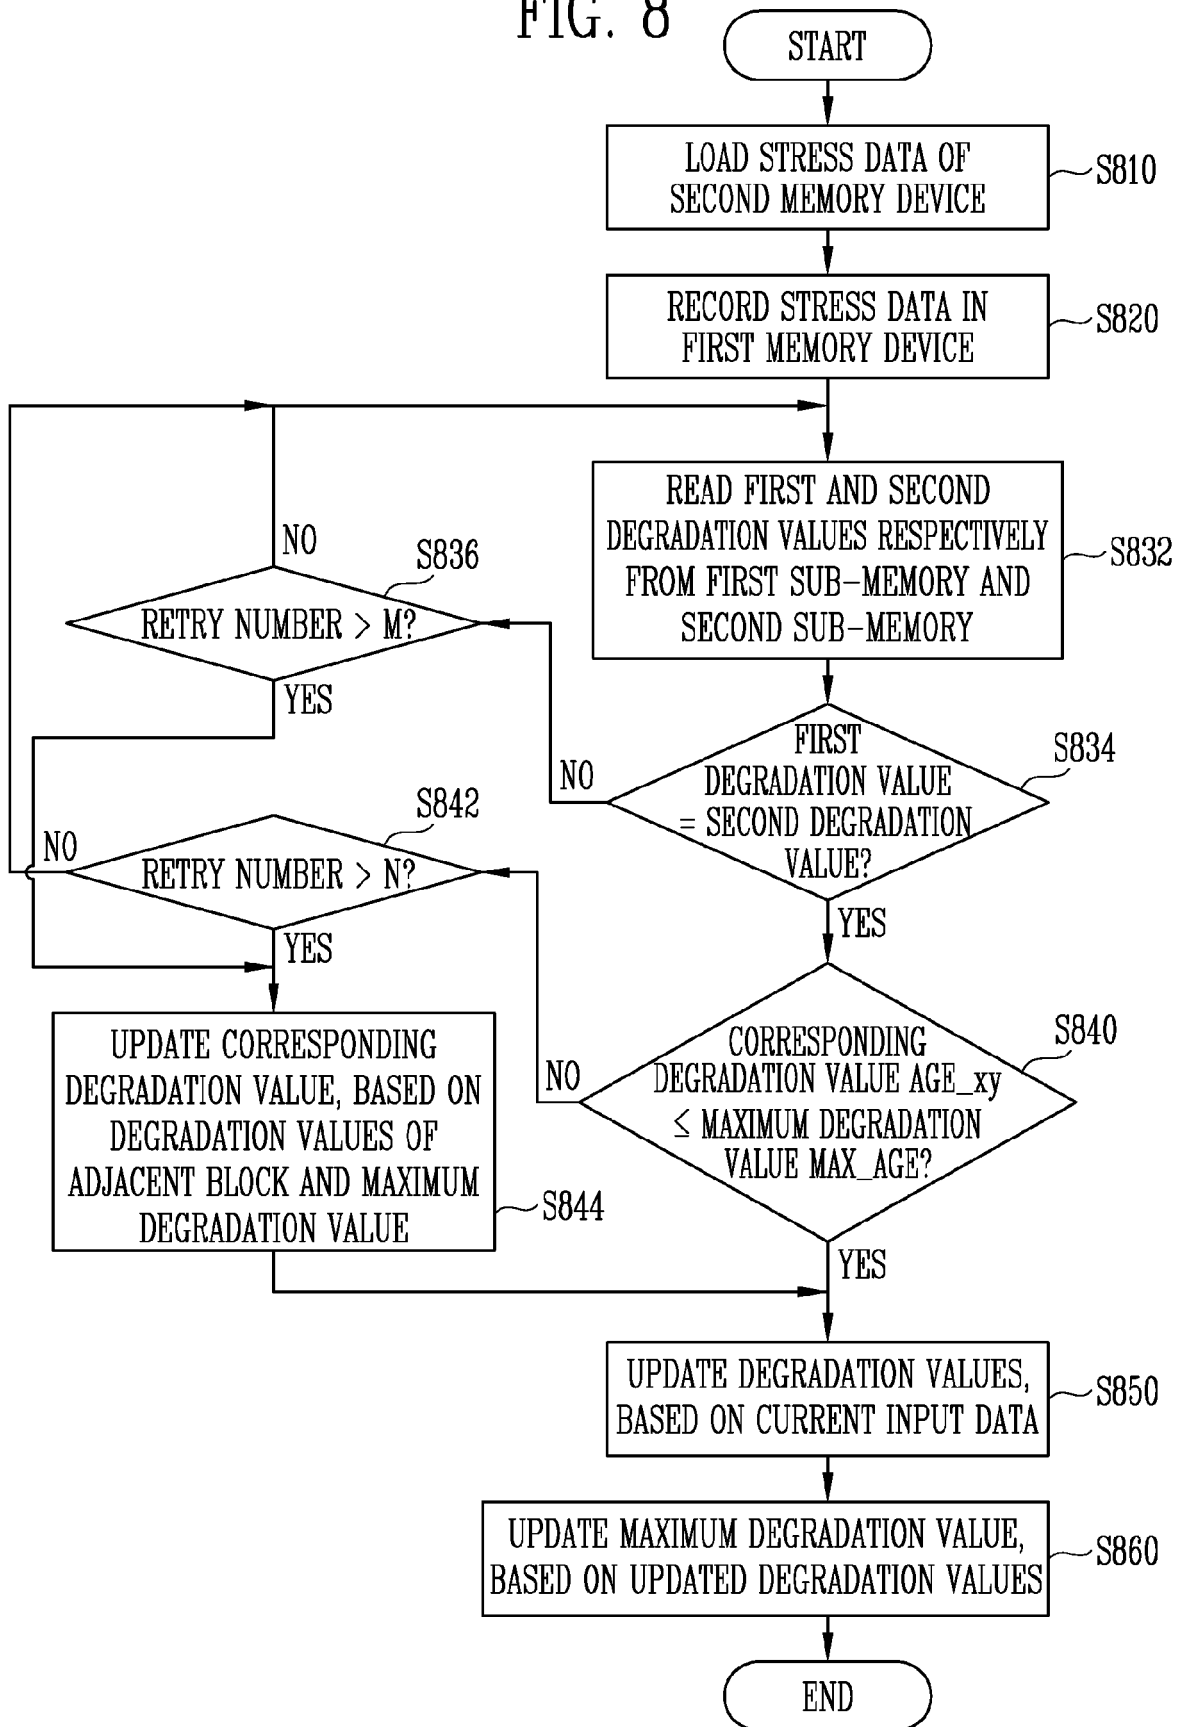 FIG. 8
START
LOAD STRESS DATA OF
SECOND MEMORY DEVICE
S810
RECORD STRESS DATA IN
FIRST MEMORY DEVICE
S820
READ FIRST AND SECOND
DEGRADATION VALUES RESPECTIVELY
FROM FIRST SUB-MEMORY AND
SECOND SUB-MEMORY
S832
NO
S836
RETRY NUMBER > M?
YES
FIRST
DEGRADATION VALUE
= SECOND DEGRADATION
VALUE?
S834
NO
YES
S842
NO
RETRY NUMBER > N?
YES
CORRESPONDING
DEGRADATION VALUE AGE_xy
≤ MAXIMUM DEGRADATION
VALUE MAX_AGE?
S840
NO
YES
UPDATE CORRESPONDING
DEGRADATION VALUE, BASED ON
DEGRADATION VALUES OF
ADJACENT BLOCK AND MAXIMUM
DEGRADATION VALUE
S844
UPDATE DEGRADATION VALUES,
BASED ON CURRENT INPUT DATA
S850
UPDATE MAXIMUM DEGRADATION VALUE,
BASED ON UPDATED DEGRADATION VALUES
S860
END